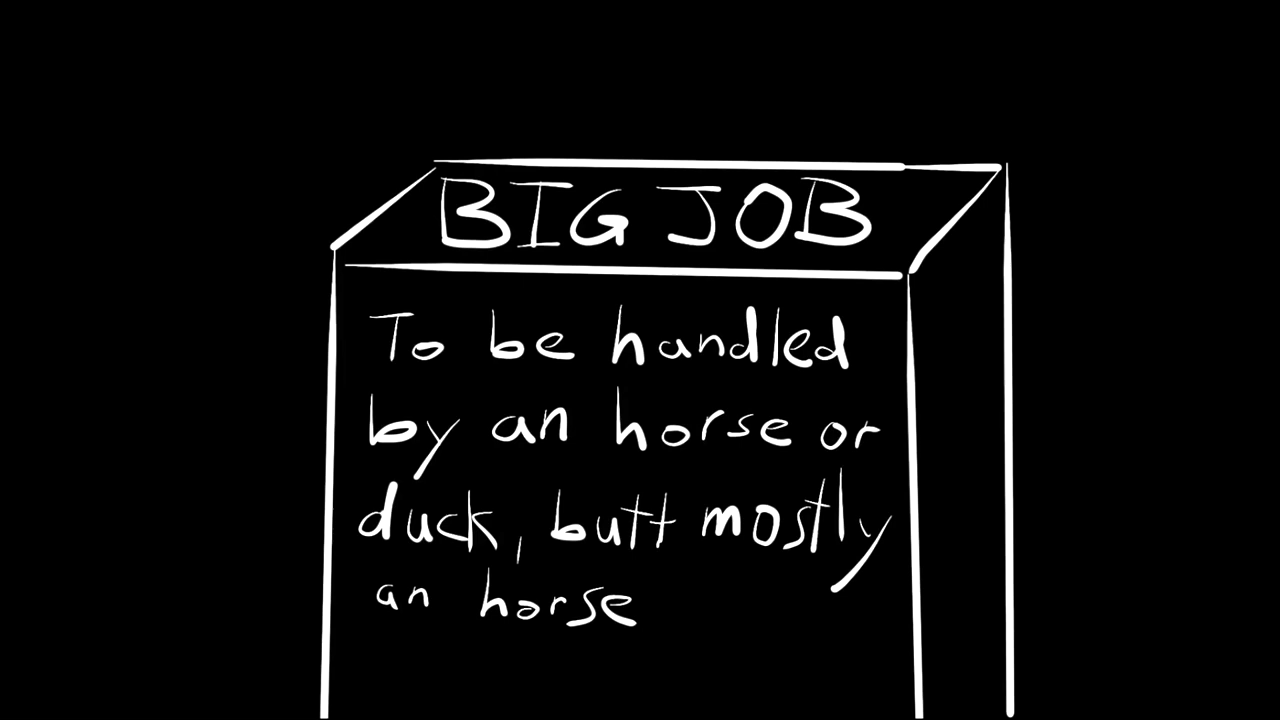 BIG JOB
To be handled
by an horse or
duck, butt mostly
an horse